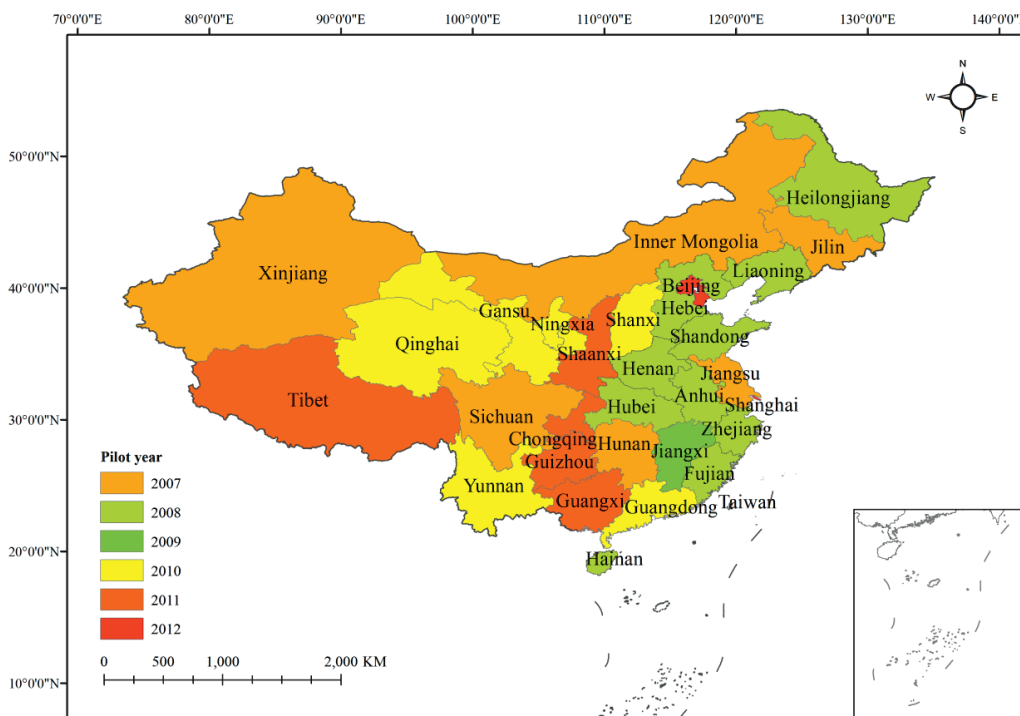 70°0'0"E 80°0'0"E 90°0'0"E 100°0'0"E 110°0'0"E 120°0'0"E 130°0'0"E 140°0'0"E
N
W E
S
50°0'0"N
Heilongjiang
Inner Mongolia
Jilin
Xinjiang
Liaoning
40°0'0"N
Beijing
Hebei
Gansu
Ningxia
Shanxi
Shandong
Qinghai
Shaanxi
Henan
Jiangsu
Tibet
Anhui
Shanghai
30°0'0"N
Sichuan
Hubei
Zhejiang
Chongqing
Hunan
Jiangxi
Guizhou
Fujian
Yunnan
Guangxi
Guangdong
Taiwan
20°0'0"N
Hainan
10°0'0"N
Pilot year
2007
2008
2009
2010
2011
2012
0 500 1,000 2,000 KM